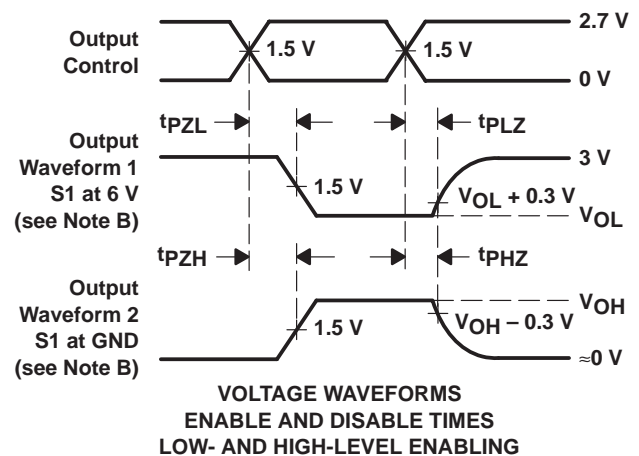 2.7 V
Output
Control
1.5 V
1.5 V
0 V
tPZL
tPLZ
Output
Waveform 1
S1 at 6 V
(see Note B)
3 V
1.5 V
VOL + 0.3 V
VOL
tPZH
tPHZ
Output
Waveform 2
S1 at GND
(see Note B)
VOH
1.5 V
VOH – 0.3 V
≈0 V
VOLTAGE WAVEFORMS
ENABLE AND DISABLE TIMES
LOW- AND HIGH-LEVEL ENABLING